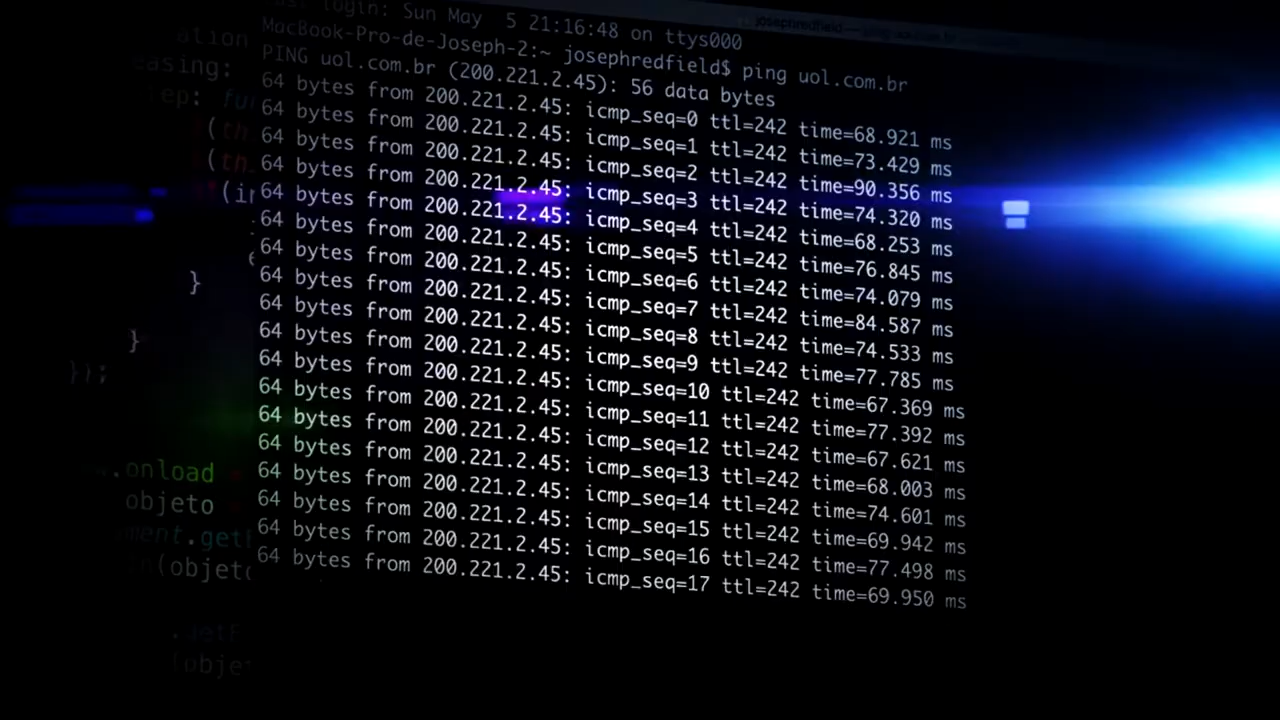 login: Sun May 5 21:16:48 on ttys000
MacBook-Pro-de-Joseph-2:~ josephredfield$ ping uol.com.br
PING uol.com.br (200.221.2.45): 56 data bytes
64 bytes from 200.221.2.45: icmp_seq=0 ttl=242 time=68.921 ms
64 bytes from 200.221.2.45: icmp_seq=1 ttl=242 time=73.429 ms
64 bytes from 200.221.2.45: icmp_seq=2 ttl=242 time=90.356 ms
64 bytes from 200.221.2.45: icmp_seq=3 ttl=242 time=74.320 ms
64 bytes from 200.221.2.45: icmp_seq=4 ttl=242 time=68.253 ms
64 bytes from 200.221.2.45: icmp_seq=5 ttl=242 time=76.845 ms
64 bytes from 200.221.2.45: icmp_seq=6 ttl=242 time=74.079 ms
64 bytes from 200.221.2.45: icmp_seq=7 ttl=242 time=84.587 ms
64 bytes from 200.221.2.45: icmp_seq=8 ttl=242 time=74.533 ms
64 bytes from 200.221.2.45: icmp_seq=9 ttl=242 time=77.785 ms
64 bytes from 200.221.2.45: icmp_seq=10 ttl=242 time=67.369 ms
64 bytes from 200.221.2.45: icmp_seq=11 ttl=242 time=77.392 ms
64 bytes from 200.221.2.45: icmp_seq=12 ttl=242 time=67.621 ms
64 bytes from 200.221.2.45: icmp_seq=13 ttl=242 time=68.003 ms
64 bytes from 200.221.2.45: icmp_seq=14 ttl=242 time=74.601 ms
64 bytes from 200.221.2.45: icmp_seq=15 ttl=242 time=69.942 ms
64 bytes from 200.221.2.45: icmp_seq=16 ttl=242 time=77.498 ms
64 bytes from 200.221.2.45: icmp_seq=17 ttl=242 time=69.950 ms
}
}
});
.onload
objeto